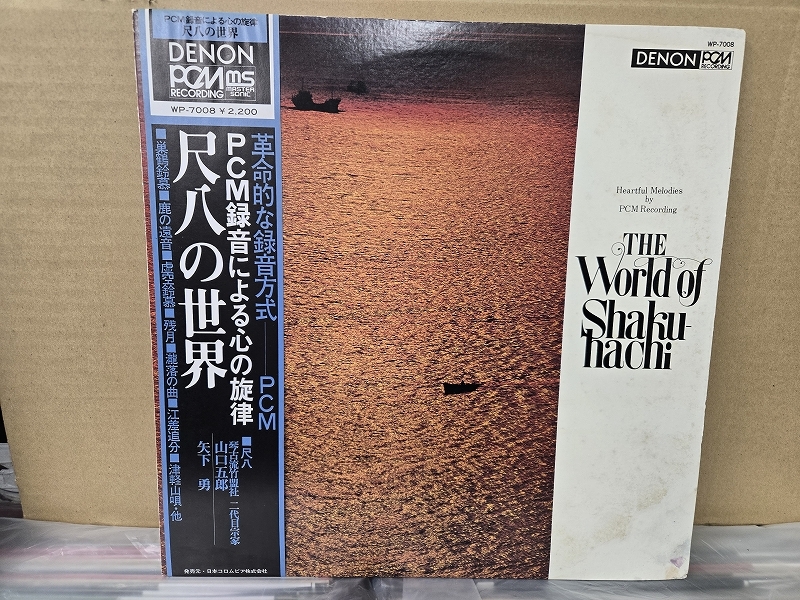 PCM録音による心の旋律
尺八の世界
DENON
PCM
RECORDING
MS
MASTER
SONIC
WP-7008 ¥2,200
革命的な録音方式──PCM
PCM録音による心の旋律
尺八の世界
■巣鶴鈴慕■鹿の遠音■虚空鈴慕■残月■瀧落の曲■江差追分■津軽山唄・他
■尺八
琴古流竹盟社 二代目宗家
山口五郎
矢下 勇
発売元・日本コロムビア株式会社
WP-7008
DENON
PCM
RECORDING
Heartful Melodies
by
PCM Recording
THE
World of
Shaku-
hachi